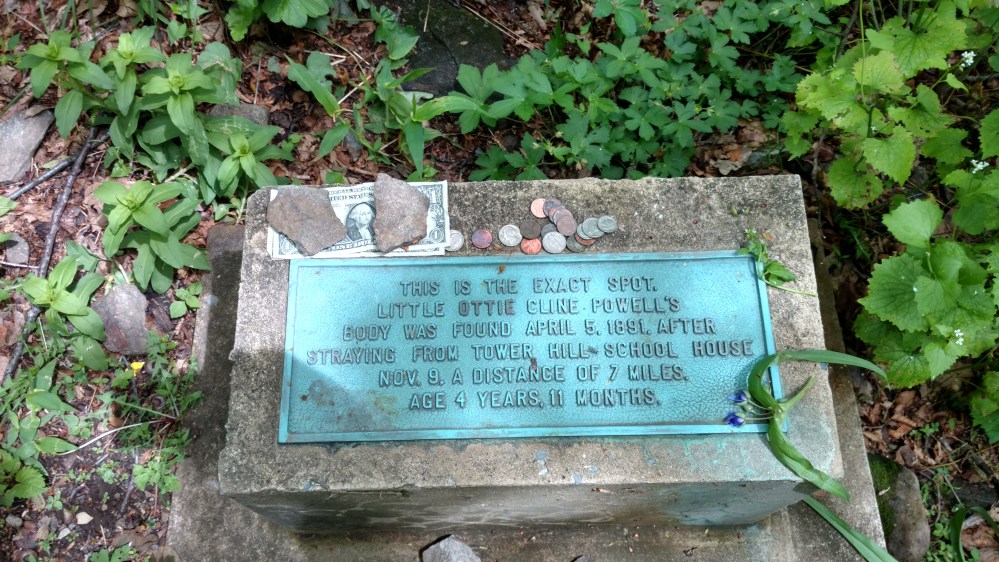 THIS IS THE EXACT SPOT.
LITTLE OTTIE CLINE POWELL'S
BODY WAS FOUND APRIL 5, 1891, AFTER
STRAYING FROM TOWER HILL SCHOOL HOUSE
NOV. 9, A DISTANCE OF 7 MILES.
AGE 4 YEARS, 11 MONTHS.